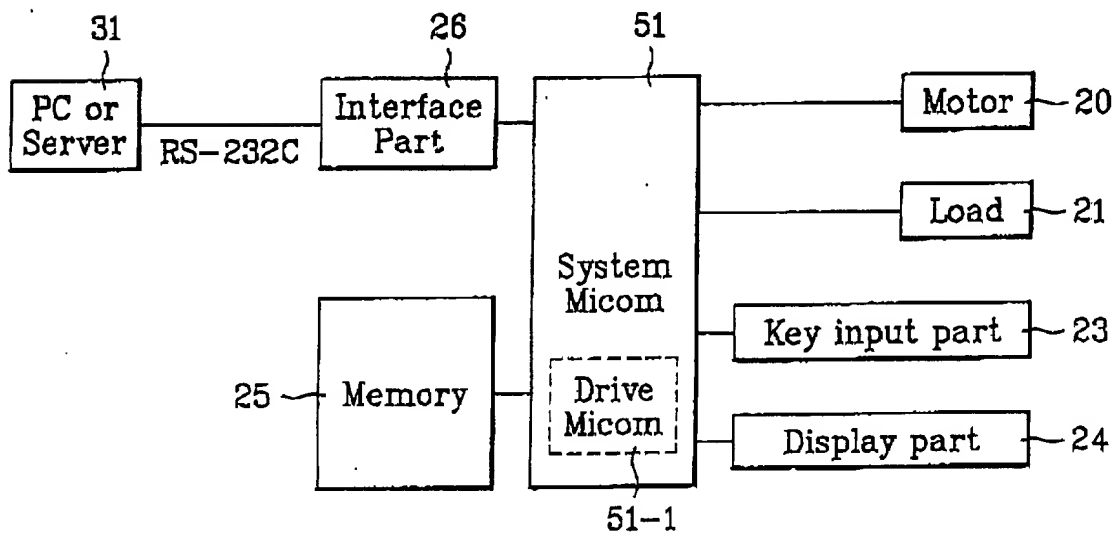 31
26
51
PC or
Server
RS-232C
Interface
Part
Motor
20
Load
21
System
Micom
Key input part
23
25
Memory
Drive
Micom
Display part
24
51-1